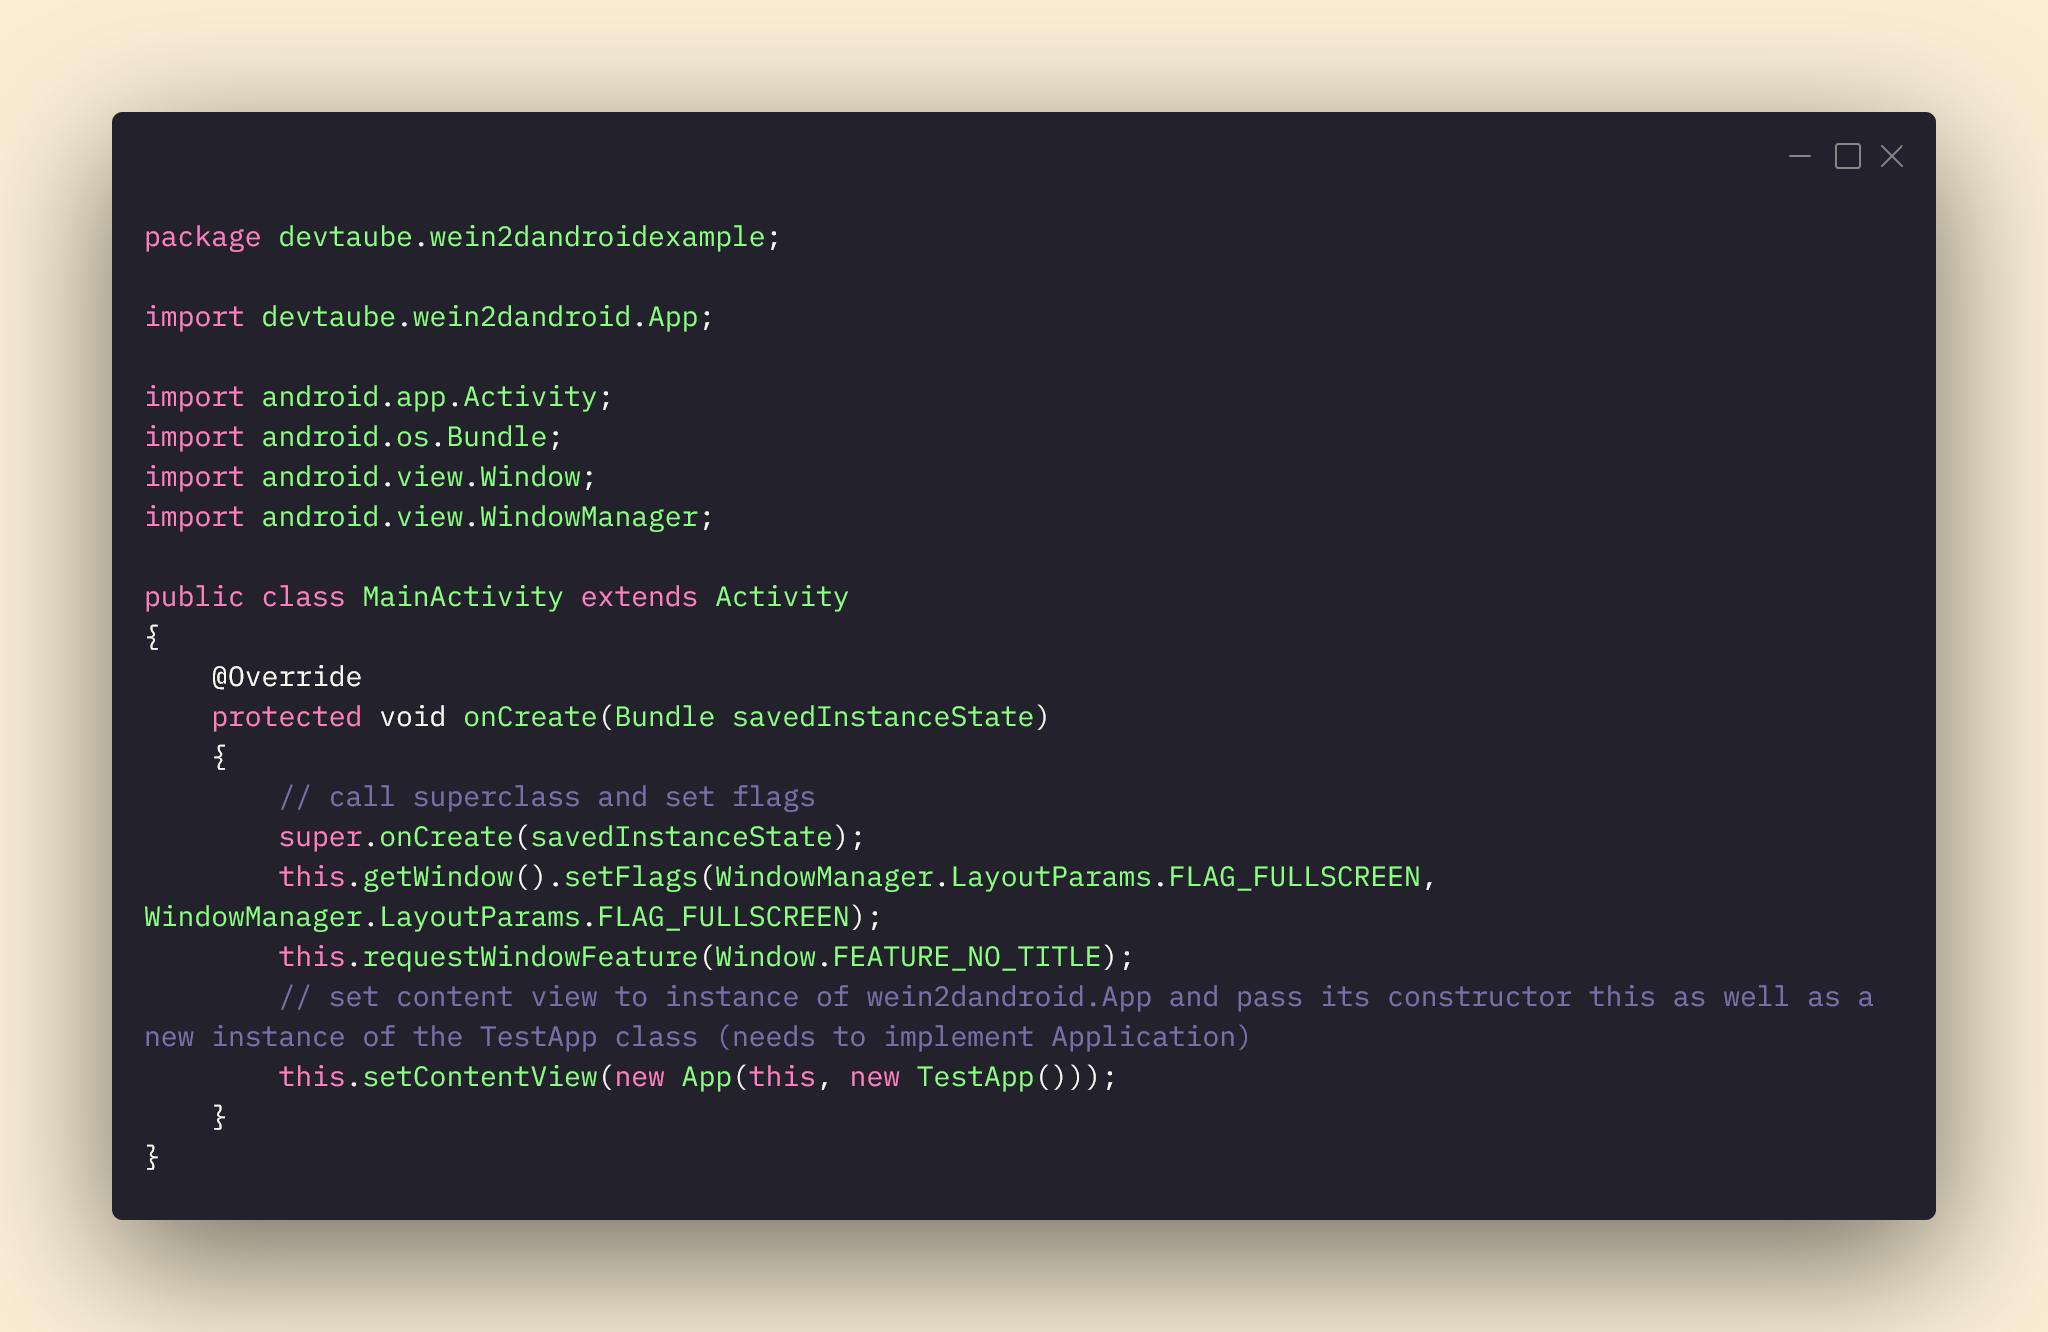 package devtaube.wein2dandroidexample;

import devtaube.wein2dandroid.App;

import android.app.Activity;
import android.os.Bundle;
import android.view.Window;
import android.view.WindowManager;

public class MainActivity extends Activity
{
    @Override
    protected void onCreate(Bundle savedInstanceState)
    {
        // call superclass and set flags
        super.onCreate(savedInstanceState);
        this.getWindow().setFlags(WindowManager.LayoutParams.FLAG_FULLSCREEN,
WindowManager.LayoutParams.FLAG_FULLSCREEN);
        this.requestWindowFeature(Window.FEATURE_NO_TITLE);
        // set content view to instance of wein2dandroid.App and pass its constructor this as well as a
new instance of the TestApp class (needs to implement Application)
        this.setContentView(new App(this, new TestApp()));
    }
}